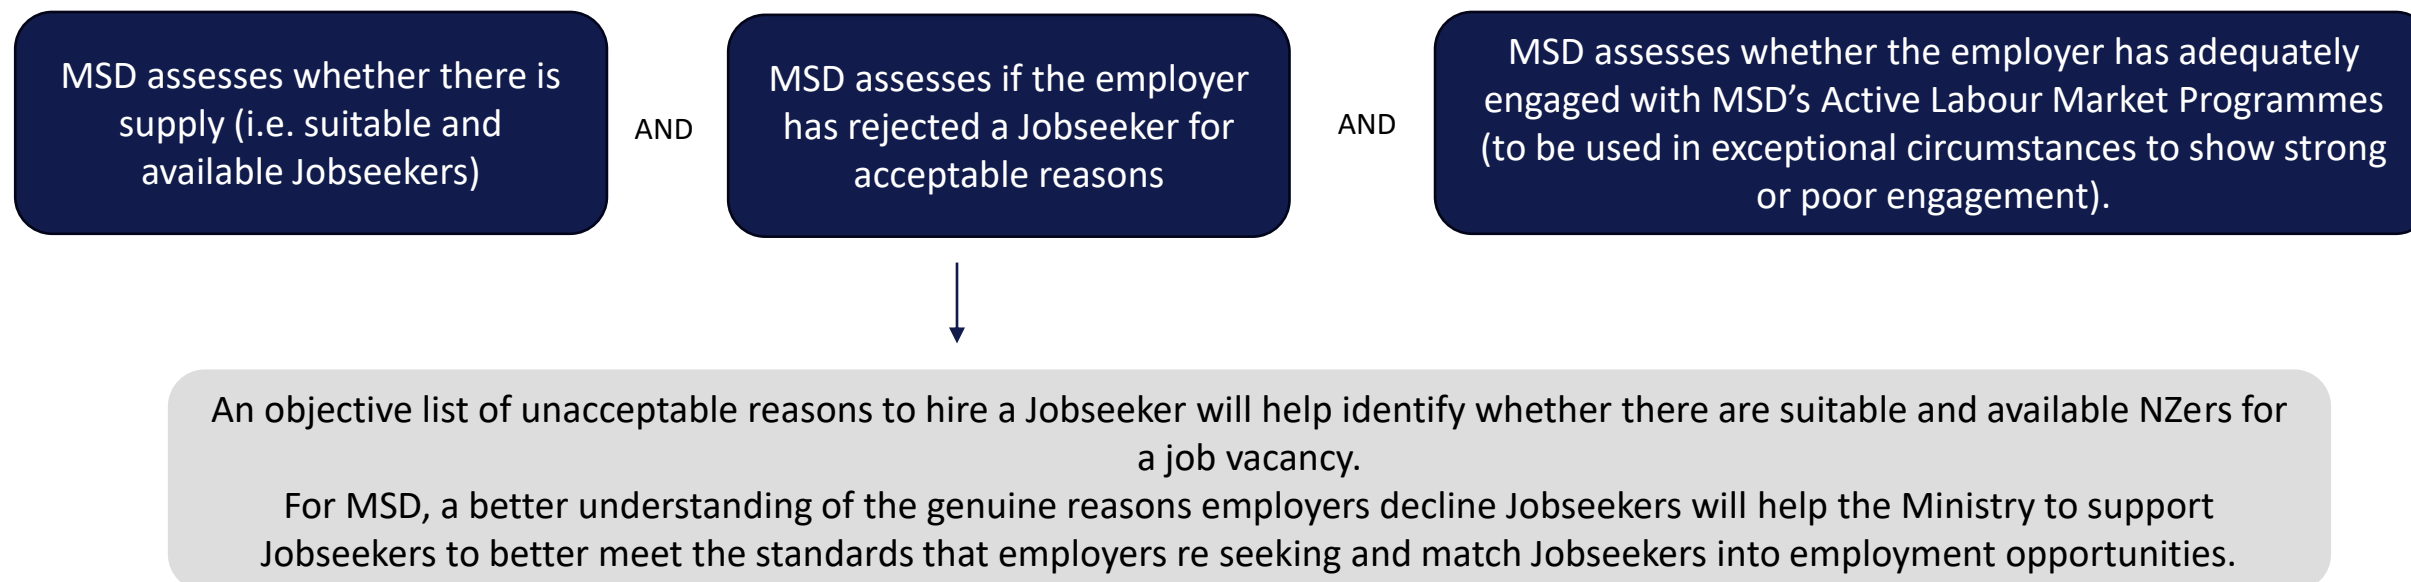 MSD assesses whether there is
supply (i.e. suitable and
available Jobseekers)
AND
MSD assesses if the employer
has rejected a Jobseeker for
acceptable reasons
AND
MSD assesses whether the employer has adequately
engaged with MSD’s Active Labour Market Programmes
(to be used in exceptional circumstances to show strong
or poor engagement).
An objective list of unacceptable reasons to hire a Jobseeker will help identify whether there are suitable and available NZers for
a job vacancy.
For MSD, a better understanding of the genuine reasons employers decline Jobseekers will help the Ministry to support
Jobseekers to better meet the standards that employers re seeking and match Jobseekers into employment opportunities.